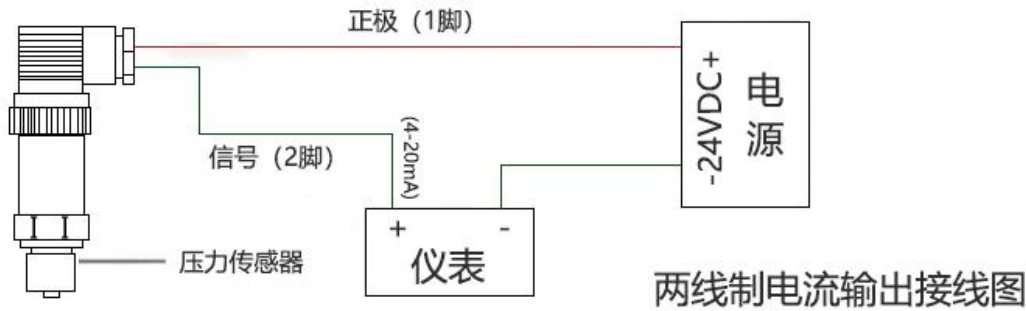 正极（1脚）
-24VDC+
电源
信号（2脚）
(4-20mA)
+ -
仪表
压力传感器
两线制电流输出接线图